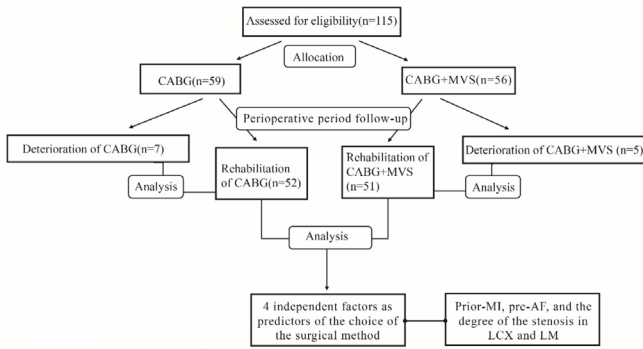 Assessed for eligibility(n=115)
Allocation
CABG(n=59)
CABG+MVS(n=56)
Perioperative period follow-up
Deterioration of CABG(n=7)
Rehabilitation
of CABG(n=52)
Rehabilitation of
CABG+MVS
(n=51)
Deterioration of CABG+MVS (n=5)
Analysis
Analysis
Analysis
4 independent factors as
predictors of the choice of
the surgical method
Prior-MI, pre-AF, and the
degree of the stenosis in
LCX and LM